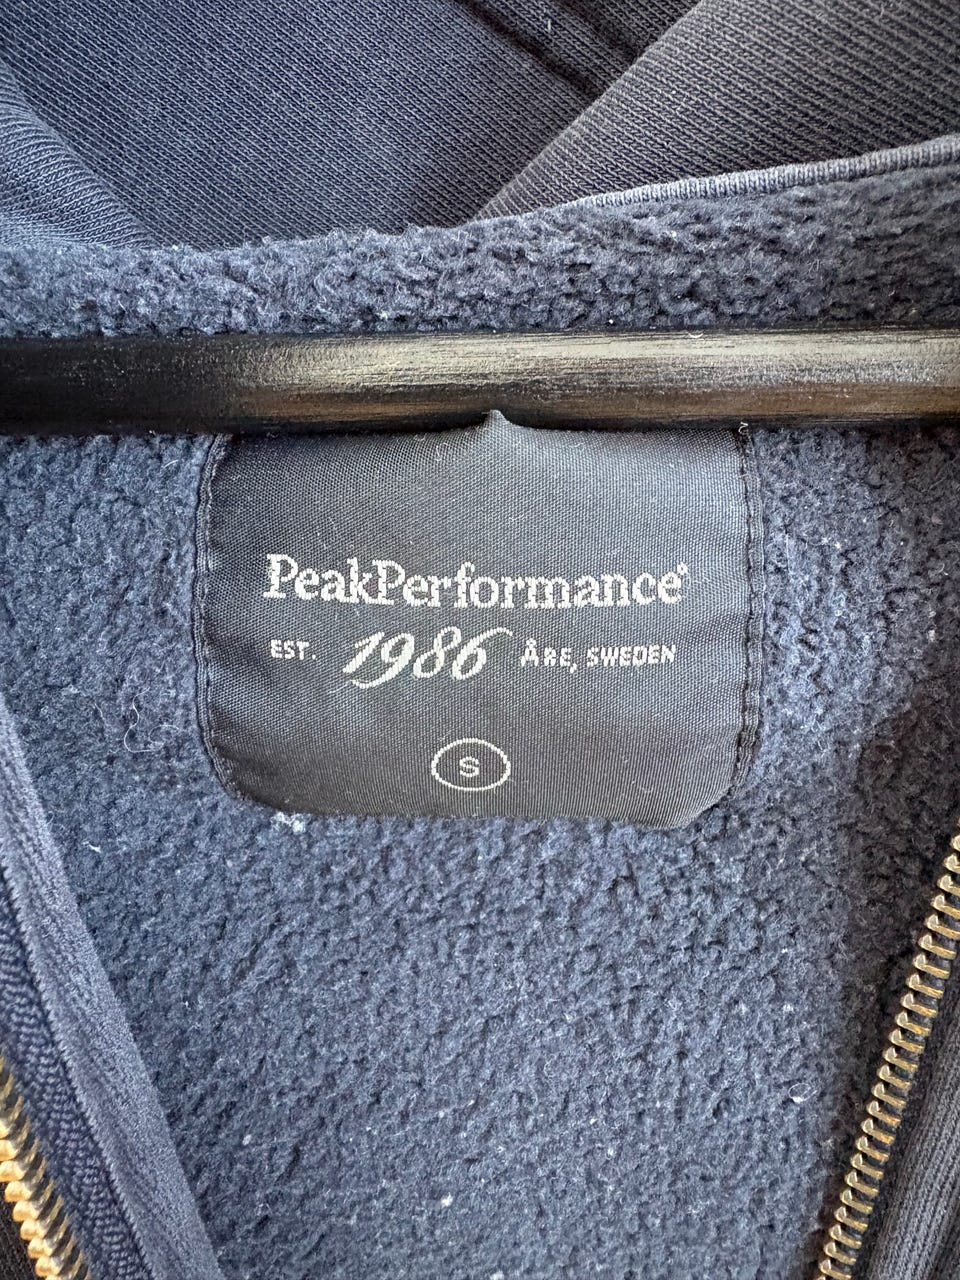 PeakPerformance®
EST. 1986 ÅRE, SWEDEN
S